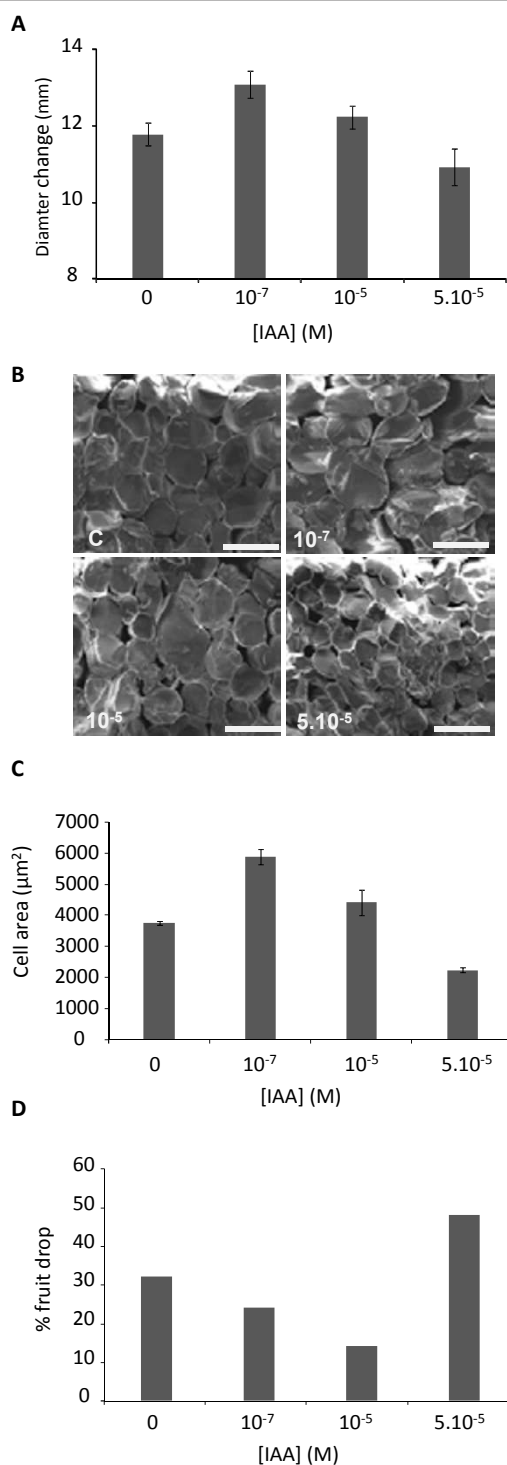 A
Diamter change (mm)
14
12
10
8
0 10⁻⁷ 10⁻⁵ 5.10⁻⁵
[IAA] (M)
B
C 10⁻⁷
10⁻⁵ 5.10⁻⁵
C
Cell area (µm²)
7000
6000
5000
4000
3000
2000
1000
0
0 10⁻⁷ 10⁻⁵ 5.10⁻⁵
[IAA] (M)
D
% fruit drop
60
50
40
30
20
10
0
0 10⁻⁷ 10⁻⁵ 5.10⁻⁵
[IAA] (M)